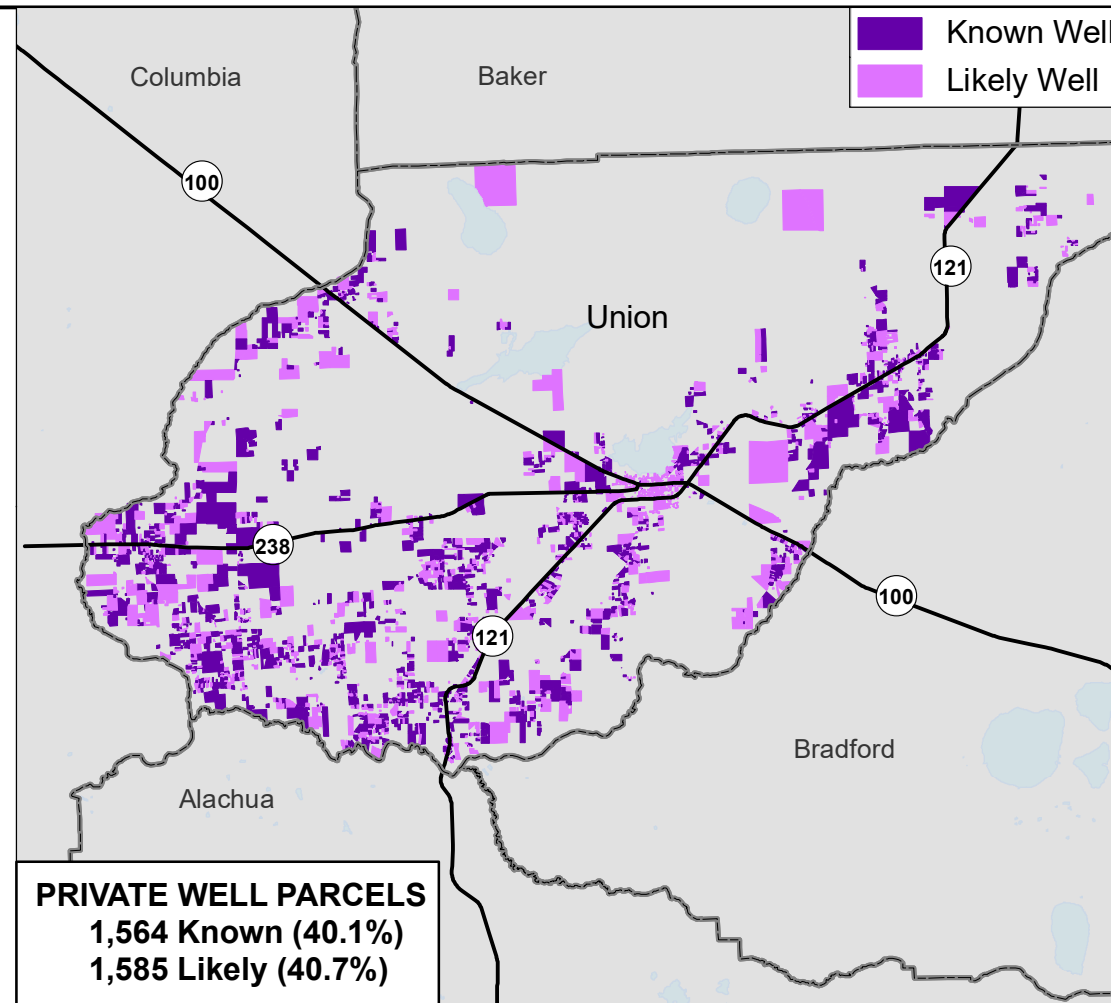 Known Well
Likely Well
Columbia
Baker
100
121
Union
238
121
100
Bradford
Alachua
PRIVATE WELL PARCELS
1,564 Known (40.1%)
1,585 Likely (40.7%)